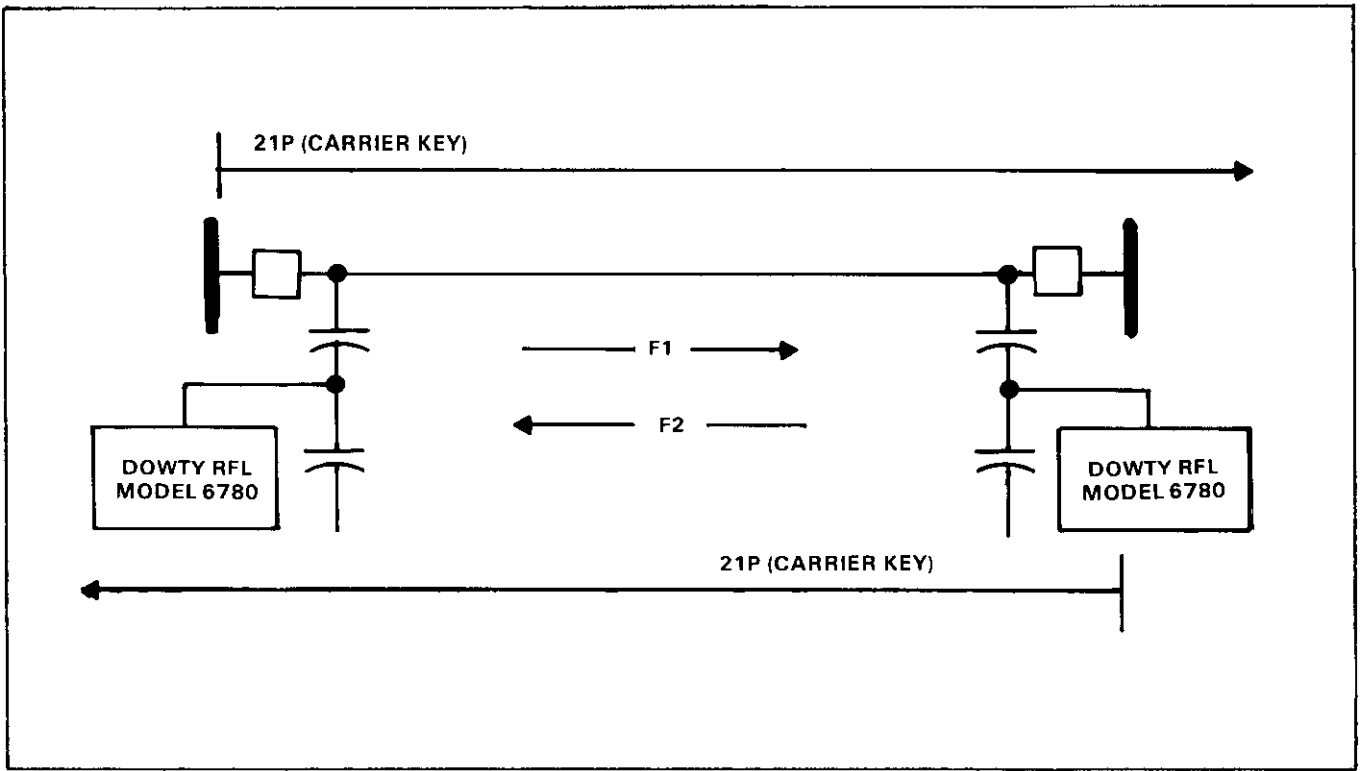 21P (CARRIER KEY)
F1
F2
DOWTY RFL
MODEL 6780
DOWTY RFL
MODEL 6780
21P (CARRIER KEY)